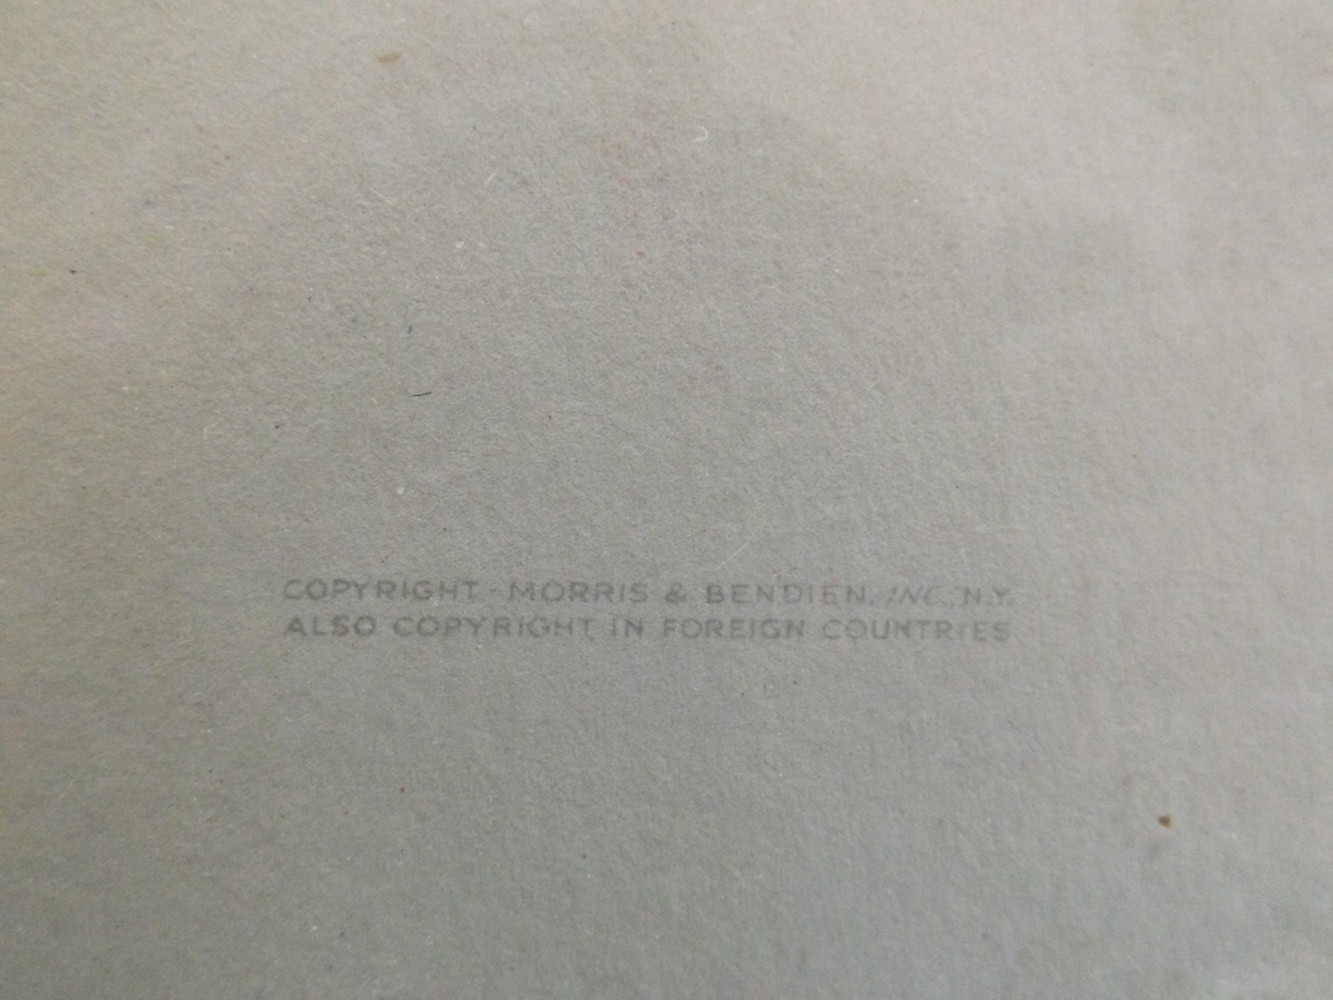 COPYRIGHT - MORRIS & BENDIEN, INC., N.Y.
ALSO COPYRIGHT IN FOREIGN COUNTRIES